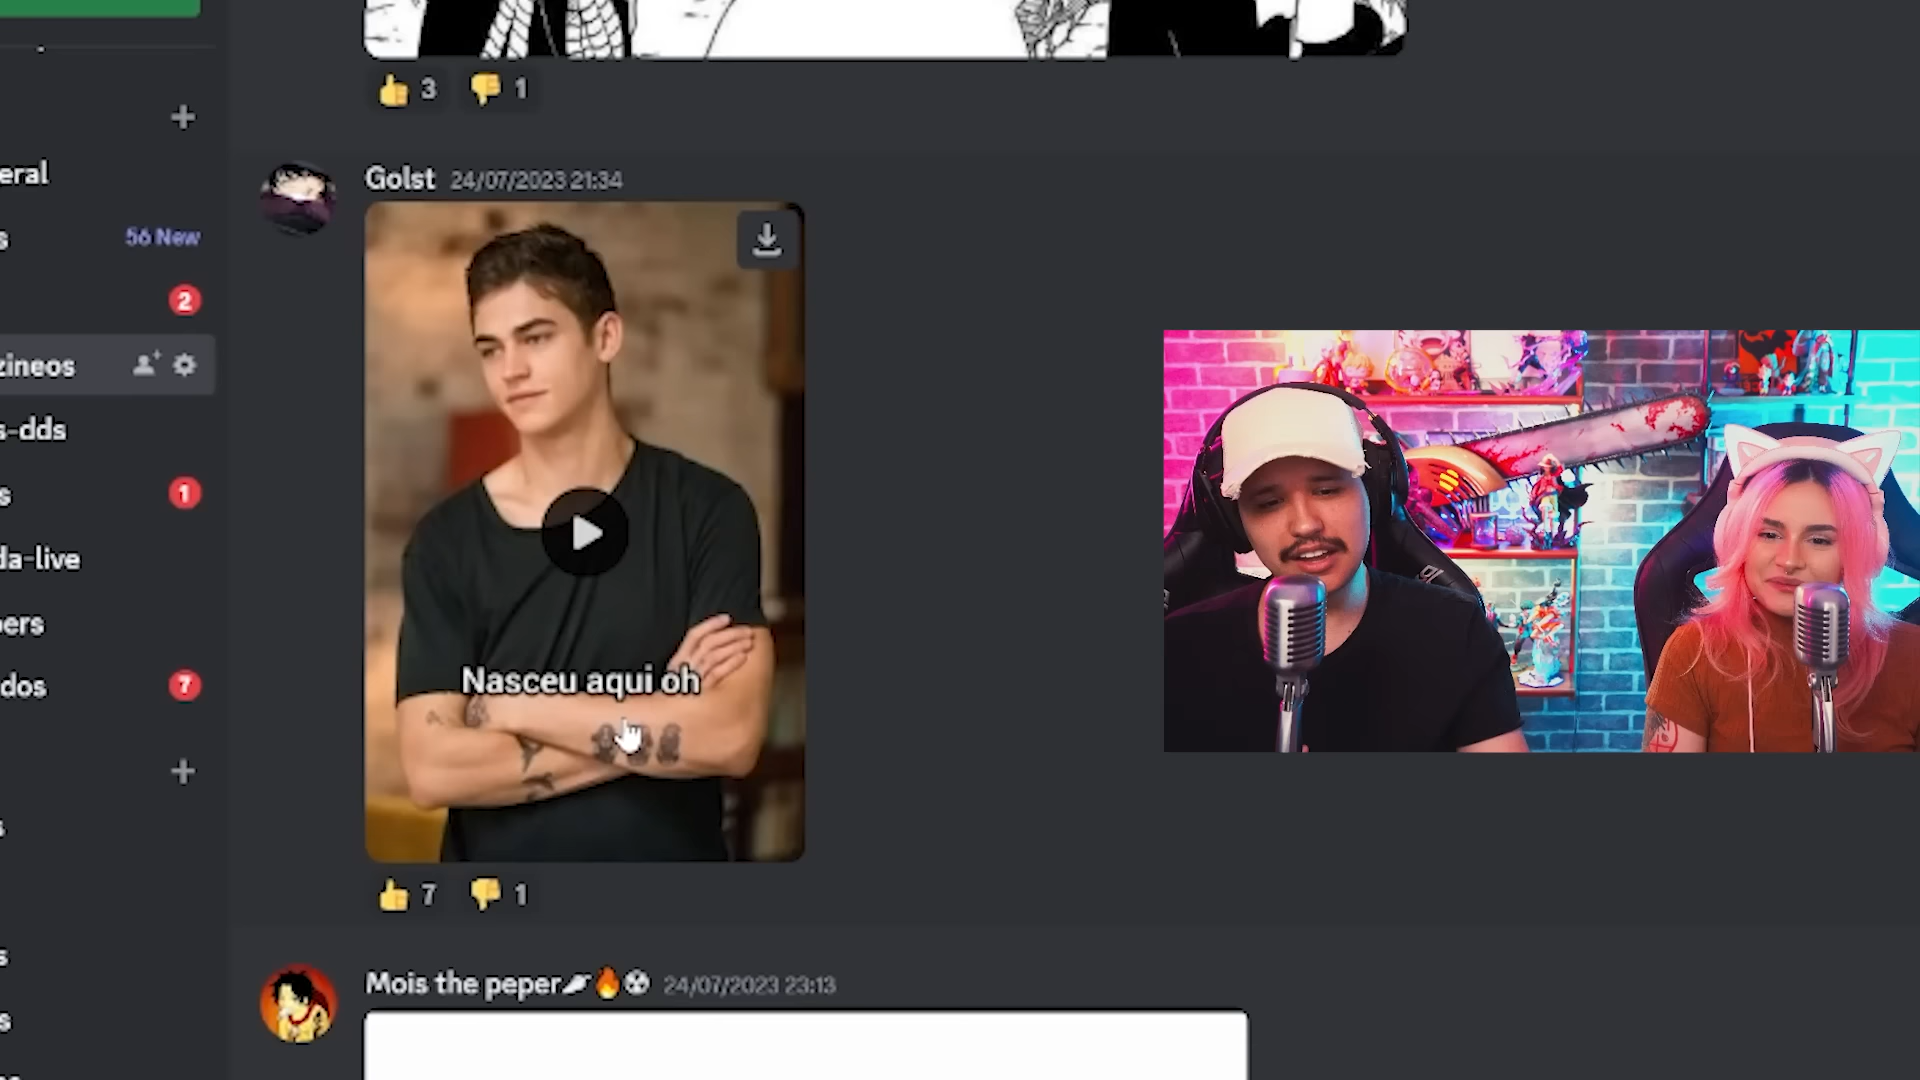 3 1
eral
Golst 24/07/2023 21:34
s 56 New
2
zineos
s-dds
s 1
da-live
Nasceu aqui oh
bers
dos 7
s
7 1
s
Mois the peper 24/07/2023 23:13
s